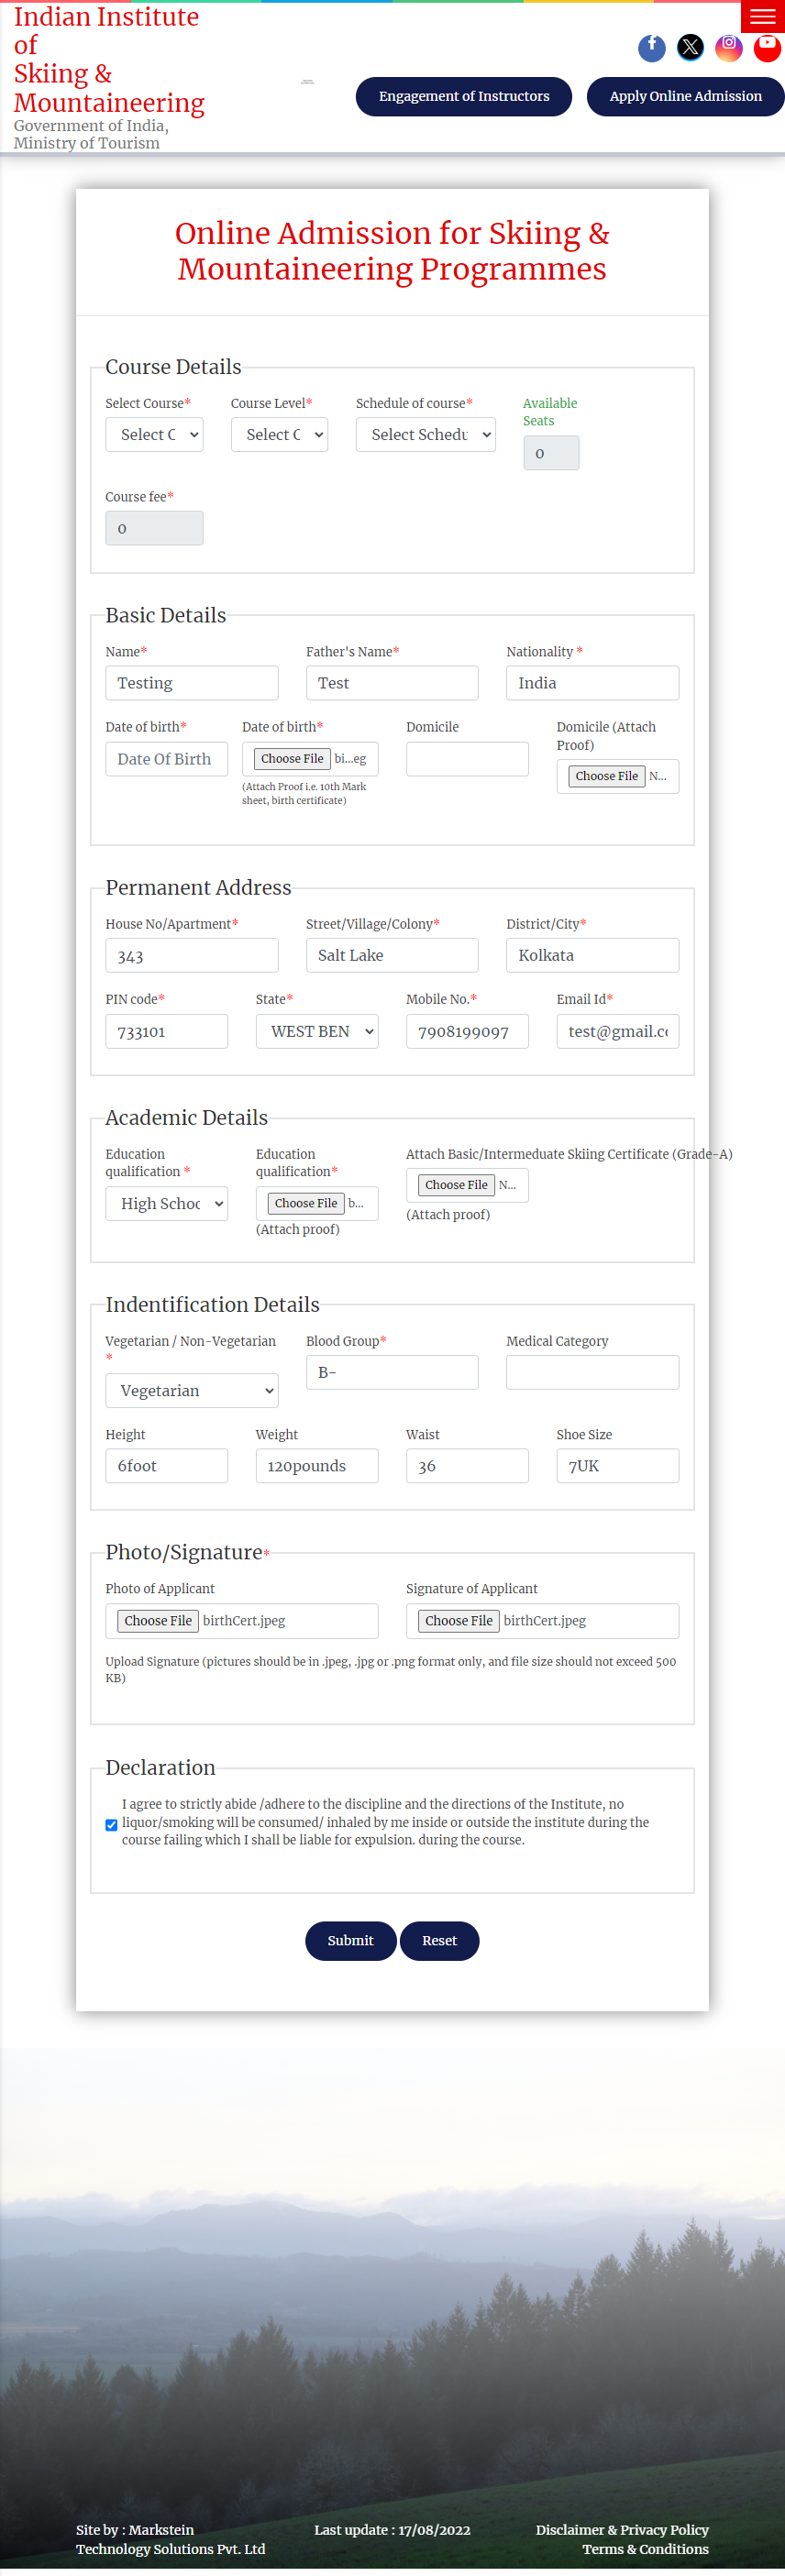 Indian Institute
of
Skiing &
Mountaineering
Government of India,
Ministry of Tourism
Engagement of Instructors
Apply Online Admission
Online Admission for Skiing &
Mountaineering Programmes
Course Details
Select Course* Course Level* Schedule of course* Available
Seats
Select C Select C Select Schedu 0
Course fee*
0
Basic Details
Name* Father's Name* Nationality *
Testing Test India
Date of birth* Date of birth* Domicile Domicile (Attach
Proof)
Date Of Birth Choose File bi...eg Choose File N...
(Attach Proof i.e. 10th Mark
sheet, birth certificate)
Permanent Address
House No/Apartment* Street/Village/Colony* District/City*
343 Salt Lake Kolkata
PIN code* State* Mobile No.* Email Id*
733101 WEST BEN 7908199097 test@gmail.co
Academic Details
Education
qualification *
Education
qualification*
Attach Basic/Intermeduate Skiing Certificate (Grade-A)
High Schoo Choose File b... Choose File N...
(Attach proof) (Attach proof)
Indentification Details
Vegetarian / Non-Vegetarian
*
Blood Group* Medical Category
Vegetarian B-
Height Weight Waist Shoe Size
6foot 120pounds 36 7UK
Photo/Signature*
Photo of Applicant Signature of Applicant
Choose File birthCert.jpeg Choose File birthCert.jpeg
Upload Signature (pictures should be in .jpeg, .jpg or .png format only, and file size should not exceed 500
KB)
Declaration
I agree to strictly abide /adhere to the discipline and the directions of the Institute, no
liquor/smoking will be consumed/ inhaled by me inside or outside the institute during the
course failing which I shall be liable for expulsion. during the course.
Submit Reset
Site by : Markstein
Technology Solutions Pvt. Ltd
Last update : 17/08/2022
Disclaimer & Privacy Policy
Terms & Conditions